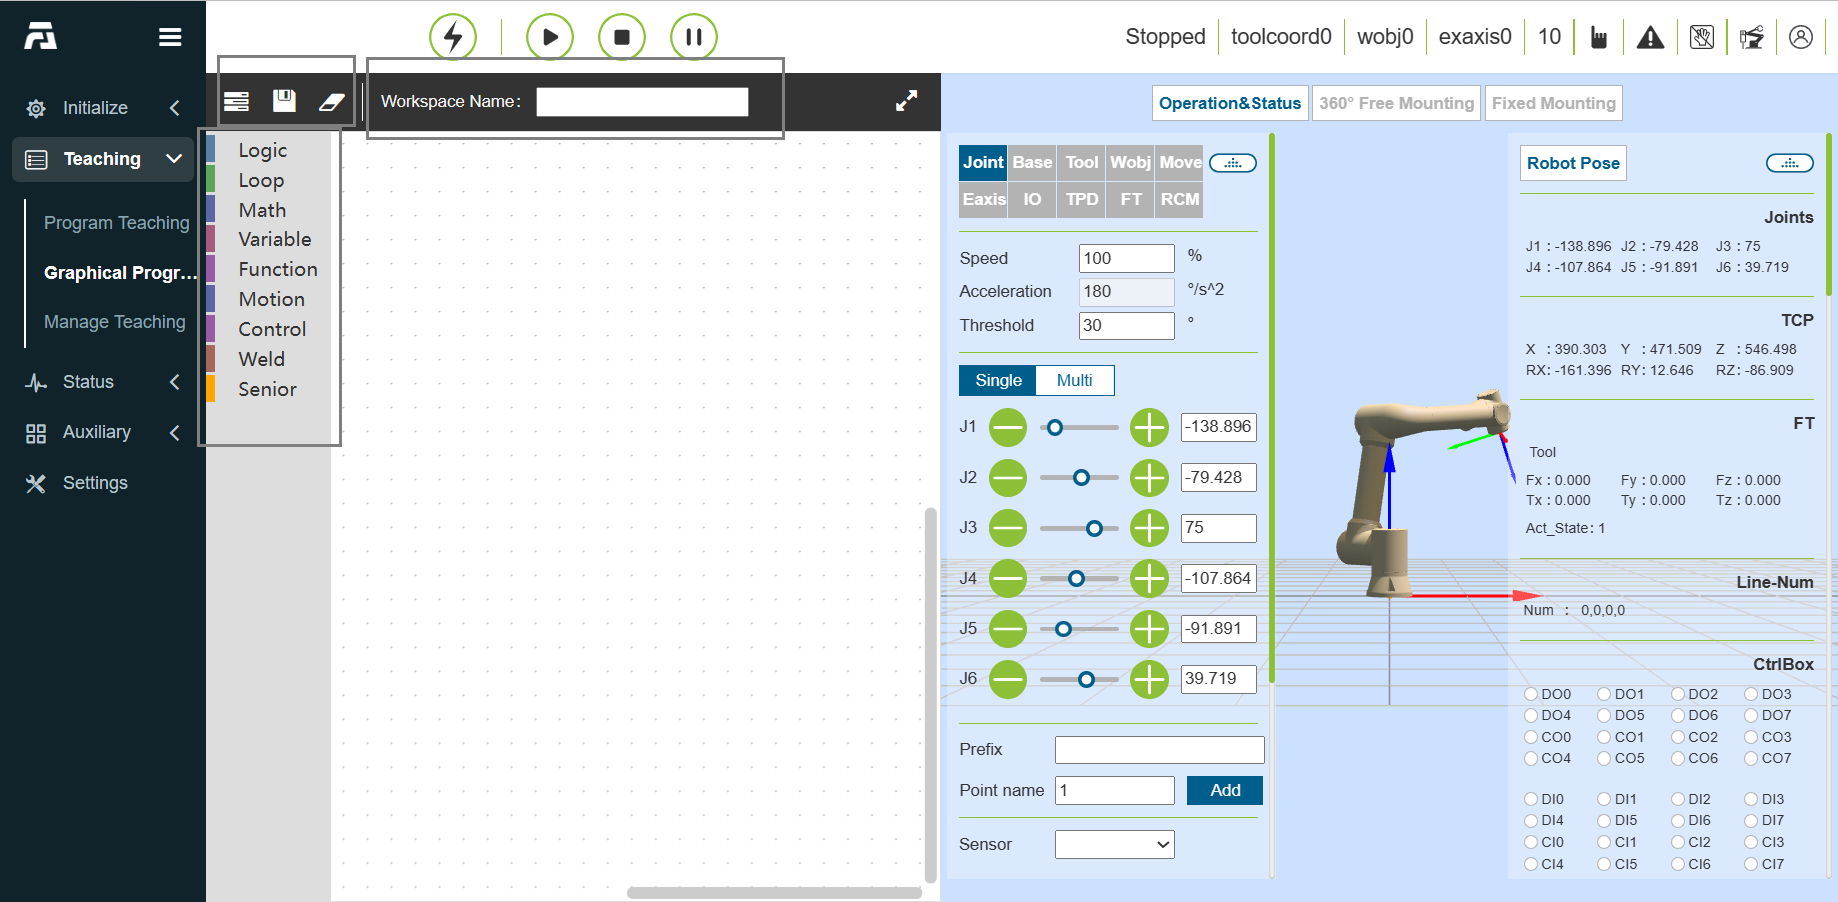 Stopped toolcoord0 wobj0 exaxis0 10
Initialize
Teaching
Program Teaching
Graphical Progr...
Manage Teaching
Status
Auxiliary
Settings
Workspace Name:
Logic
Loop
Math
Variable
Function
Motion
Control
Weld
Senior
Operation&Status 360° Free Mounting Fixed Mounting
Joint Base Tool Wobj Move
Eaxis IO TPD FT RCM
Speed 100 %
Acceleration 180 °/s^2
Threshold 30 °
Single Multi
J1 -138.896
J2 -79.428
J3 75
J4 -107.864
J5 -91.891
J6 39.719
Prefix
Point name 1 Add
Sensor
Robot Pose
Joints
J1 : -138.896 J2 : -79.428 J3 : 75
J4 : -107.864 J5 : -91.891 J6 : 39.719
TCP
X : 390.303 Y : 471.509 Z : 546.498
RX: -161.396 RY: 12.646 RZ: -86.909
FT
Tool
Fx : 0.000 Fy : 0.000 Fz : 0.000
Tx : 0.000 Ty : 0.000 Tz : 0.000
Act_State : 1
Line-Num
Num : 0,0,0,0
CtrlBox
DO0 DO1 DO2 DO3
DO4 DO5 DO6 DO7
CO0 CO1 CO2 CO3
CO4 CO5 CO6 CO7
DI0 DI1 DI2 DI3
DI4 DI5 DI6 DI7
CI0 CI1 CI2 CI3
CI4 CI5 CI6 CI7